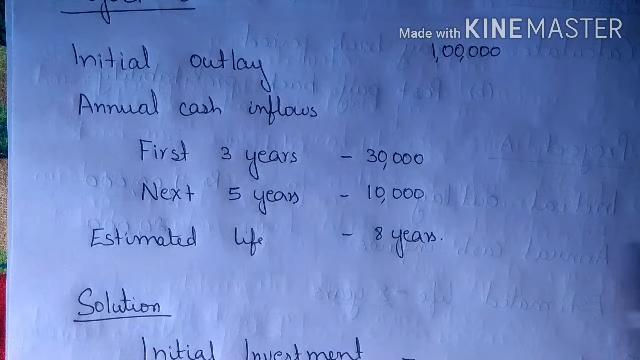 Made with KINEMASTER
Initial outlay 1,00,000
Annual cash inflows
First 3 years - 30,000
Next 5 years - 10,000
Estimated life - 8 years.
Solution
Initial Investment -